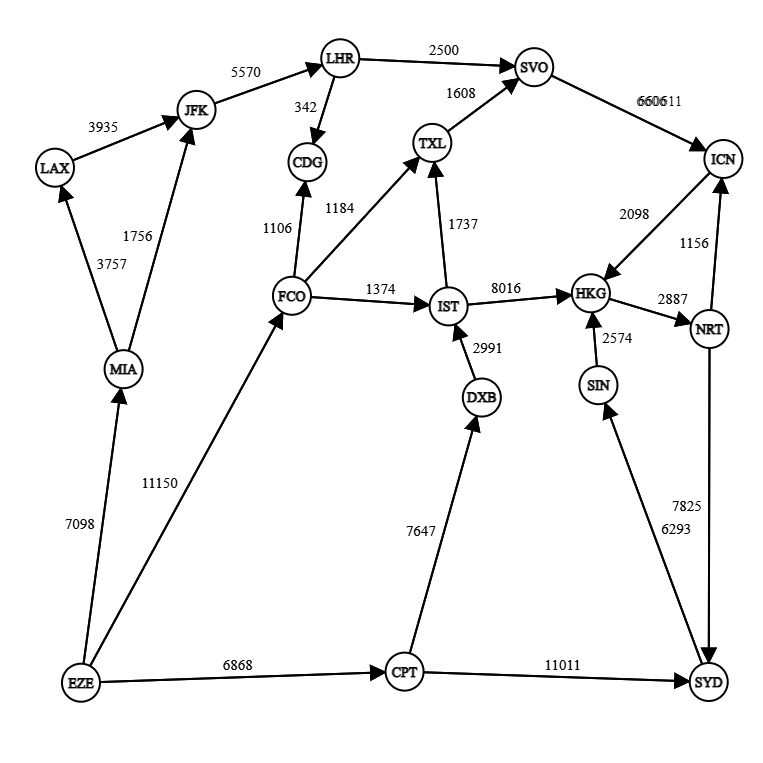 LHR
2500
SVO
5570
JFK
342
1608
3935
TXL
ICN
LAX
CDG
1184
2098
1756
1106
1737
1156
3757
FCO
1374
IST
8016
HKG
2887
NRT
2991
2574
MIA
DXB
SIN
11150
7098
7647
7825
6293
EZE
6868
CPT
11011
SYD